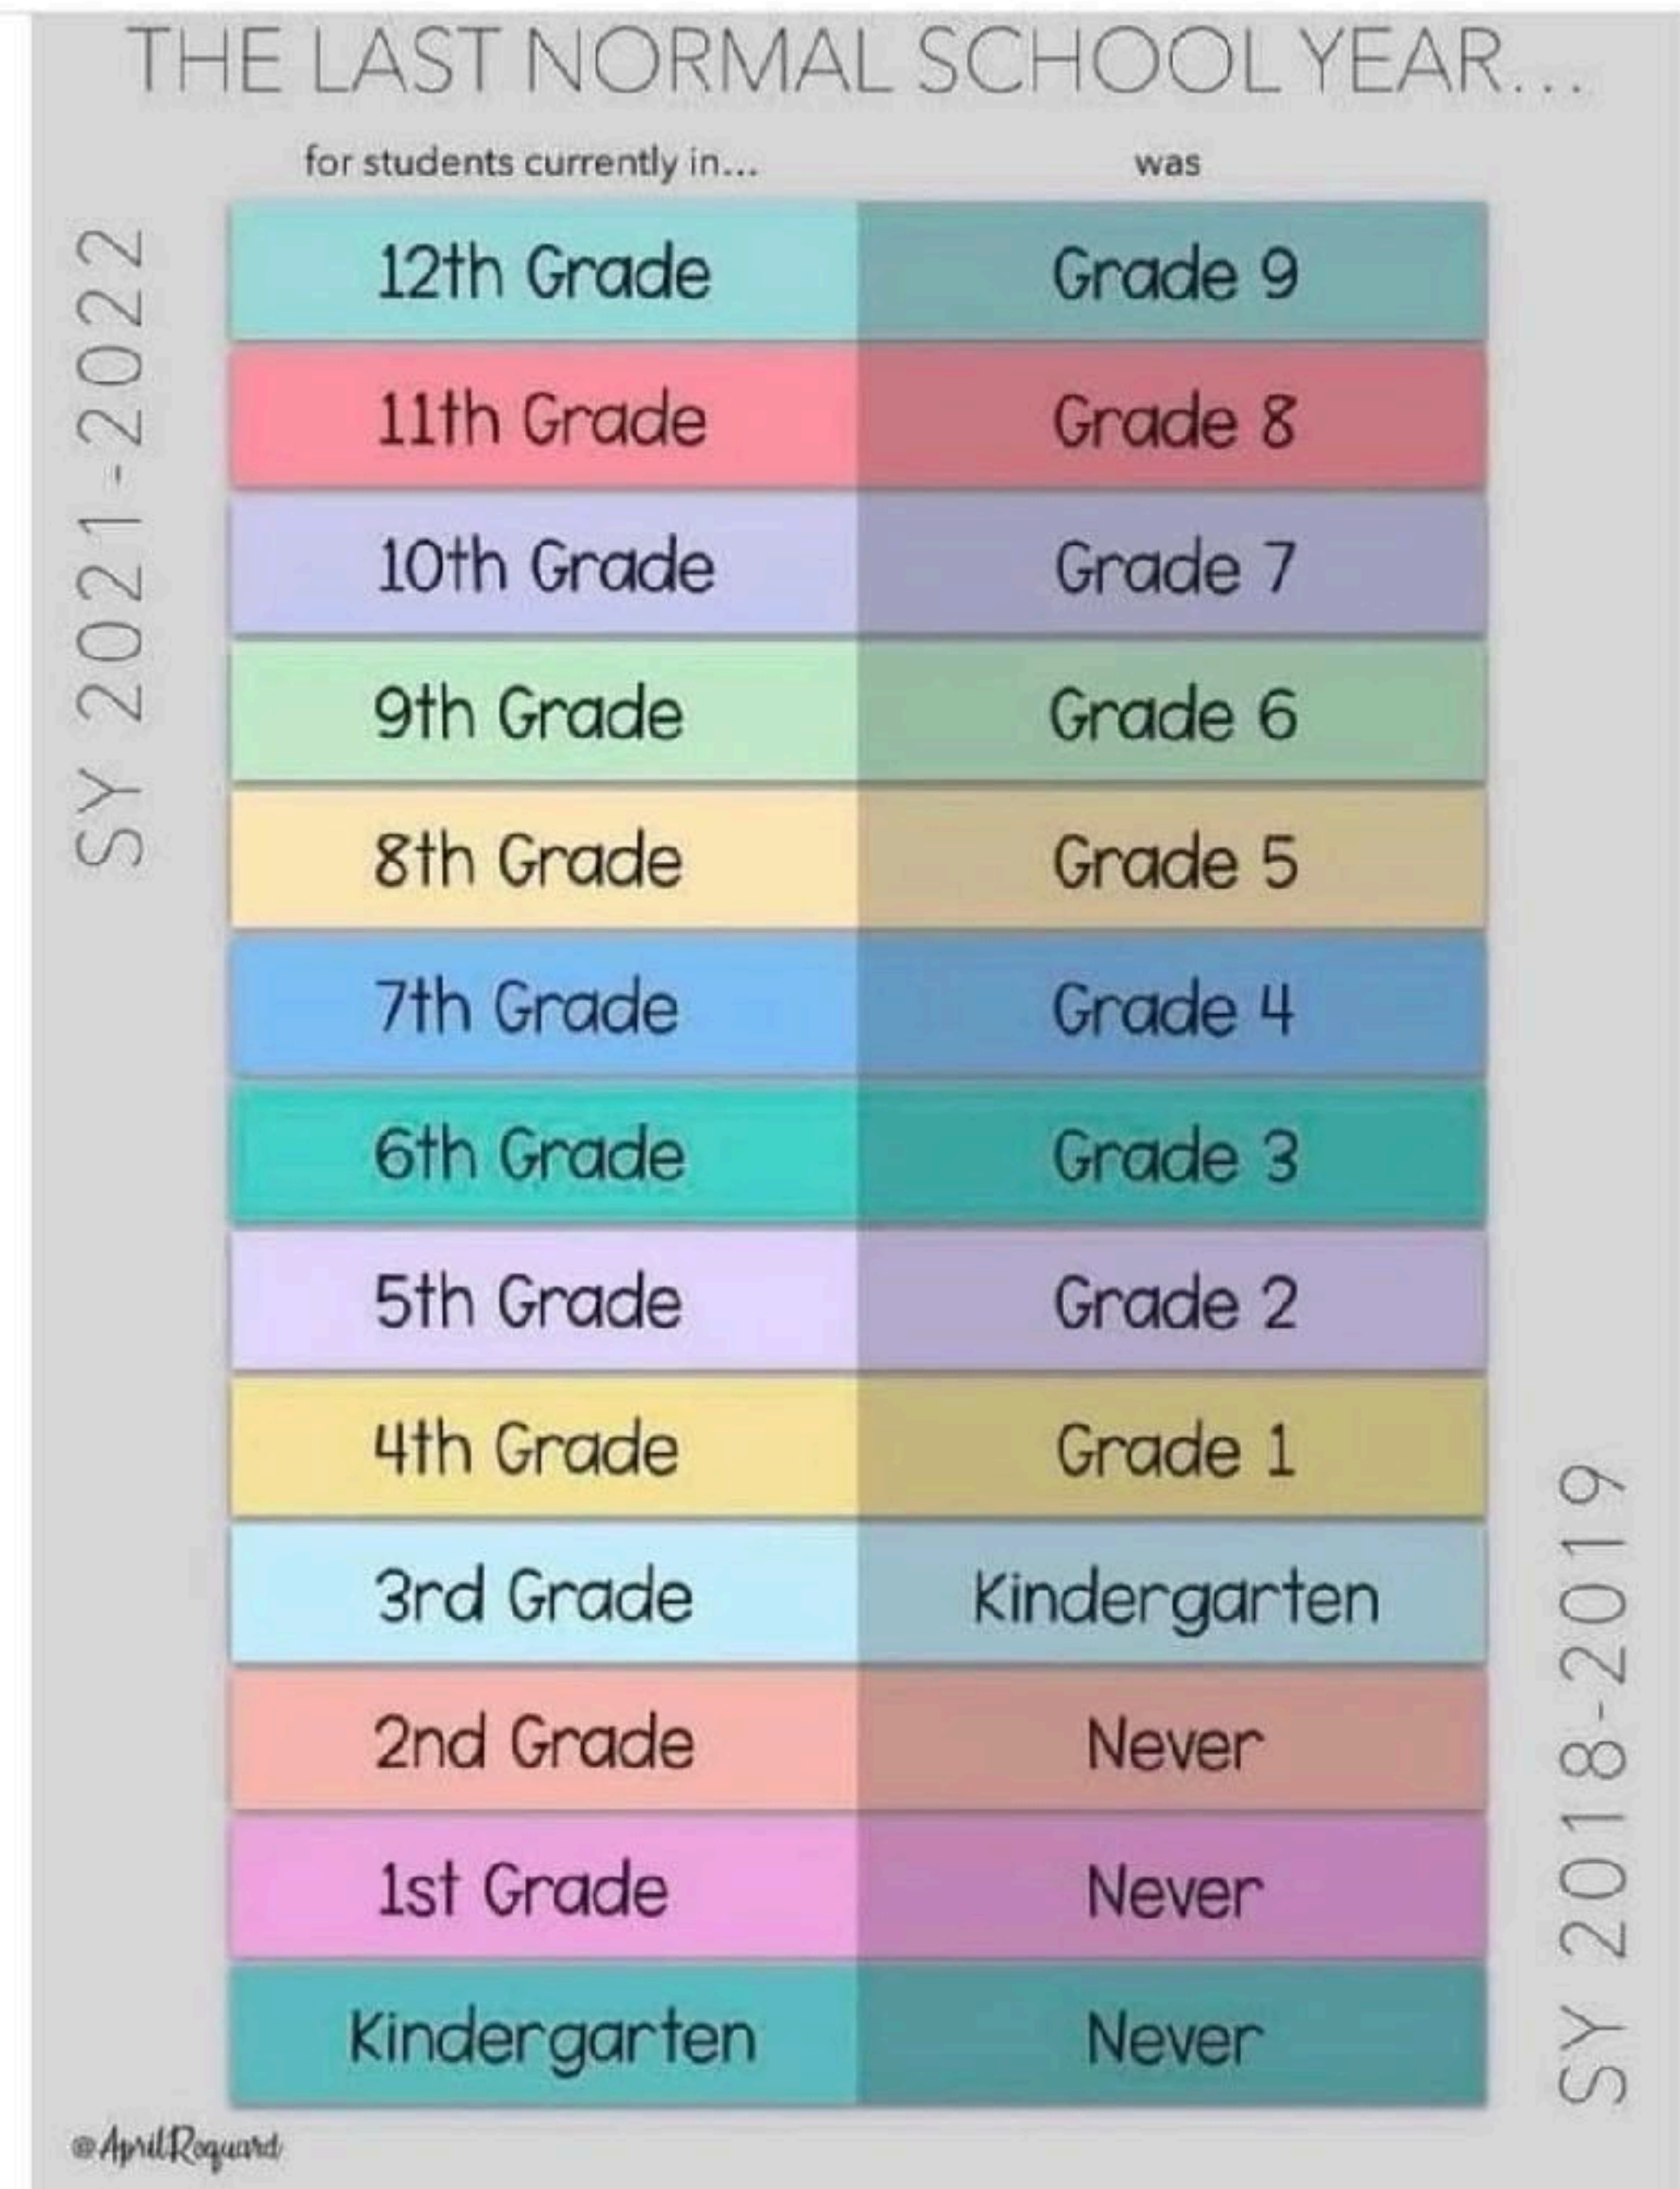 THE LAST NORMAL SCHOOL YEAR...
for students currently in... was
SY 2021-2022
12th Grade Grade 9
11th Grade Grade 8
10th Grade Grade 7
9th Grade Grade 6
8th Grade Grade 5
7th Grade Grade 4
6th Grade Grade 3
5th Grade Grade 2
4th Grade Grade 1
3rd Grade Kindergarten
2nd Grade Never
1st Grade Never
Kindergarten Never
SY 2018-2019
@AprilRequard